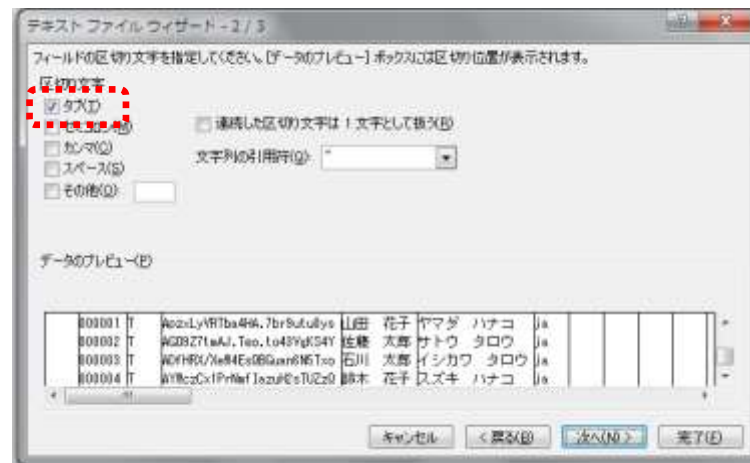 テキスト ファイル ウィザード - 2 / 3
フィールドの区切り文字を指定してください。[データのプレビュー] ボックスには区切り位置が表示されます。
区切り文字
タブ(T)
セミコロン(M)
連続した区切り文字は 1 文字として扱う(R)
カンマ(C)
文字列の引用符(Q): "
スペース(S)
その他(O):
データのプレビュー(P)
000001 T 山田 花子 ヤマダ ハナコ ja
000002 T 佐藤 太郎 サトウ タロウ ja
000003 T 石川 太郎 イシカワ タロウ ja
000004 T 鈴木 花子 スズキ ハナコ ja
キャンセル
< 戻る(B)
次へ(N) >
完了(F)